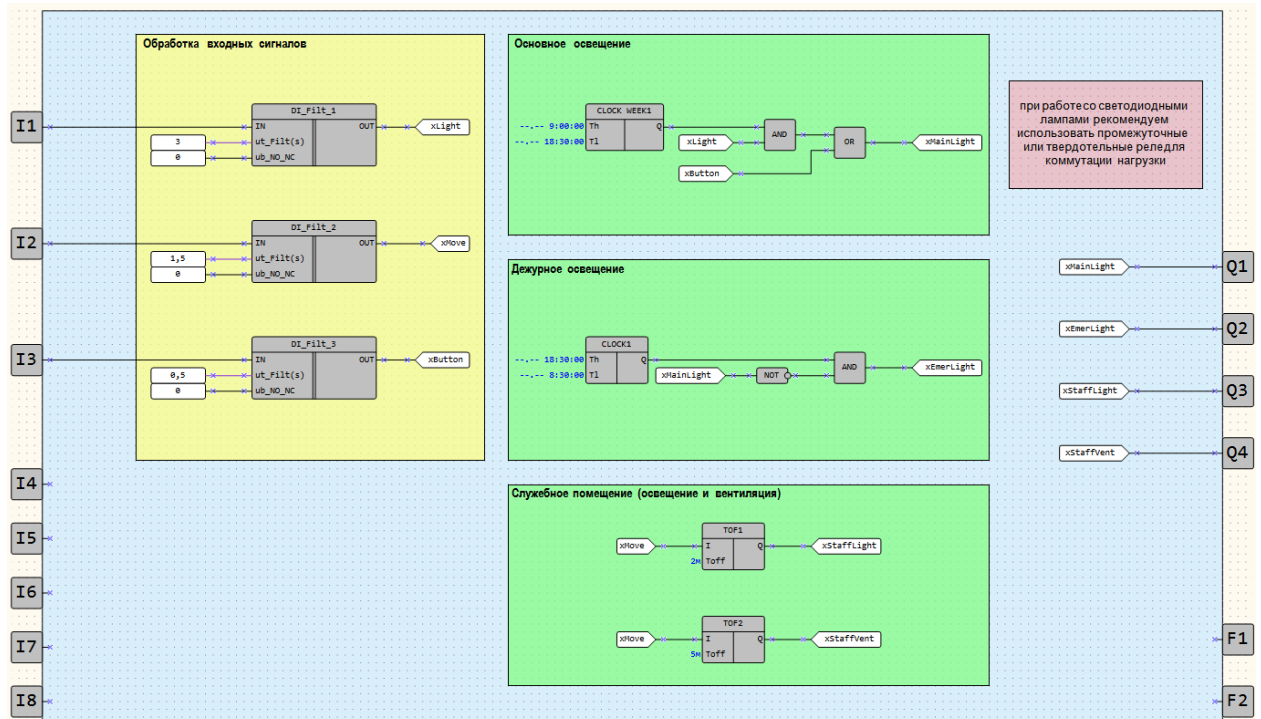 Обработка входных сигналов
I1
DI_Filt_1
IN
OUT
xLight
3
ut_Filt(s)
0
ub_NO_NC
I2
DI_Filt_2
IN
OUT
xMove
1,5
ut_Filt(s)
0
ub_NO_NC
I3
DI_Filt_3
IN
OUT
xButton
0,5
ut_Filt(s)
0
ub_NO_NC
I4
I5
I6
I7
I8
Основное освещение
CLOCK WEEK1
--.-- 9:00:00 Th
Q
--.-- 18:30:00 Tl
xLight
AND
OR
xMainLight
xButton
Дежурное освещение
CLOCK1
--.-- 18:30:00 Th
Q
--.-- 8:30:00 Tl
xMainLight
NOT
AND
xEmerLight
Служебное помещение (освещение и вентиляция)
TOF1
xMove
I
Q
xStaffLight
2м Toff
TOF2
xMove
I
Q
xStaffVent
5м Toff
при работе со светодиодными
лампами рекомендуем
использовать промежуточные
или твердотельные реле для
коммутации нагрузки
xMainLight
Q1
xEmerLight
Q2
xStaffLight
Q3
xStaffVent
Q4
F1
F2